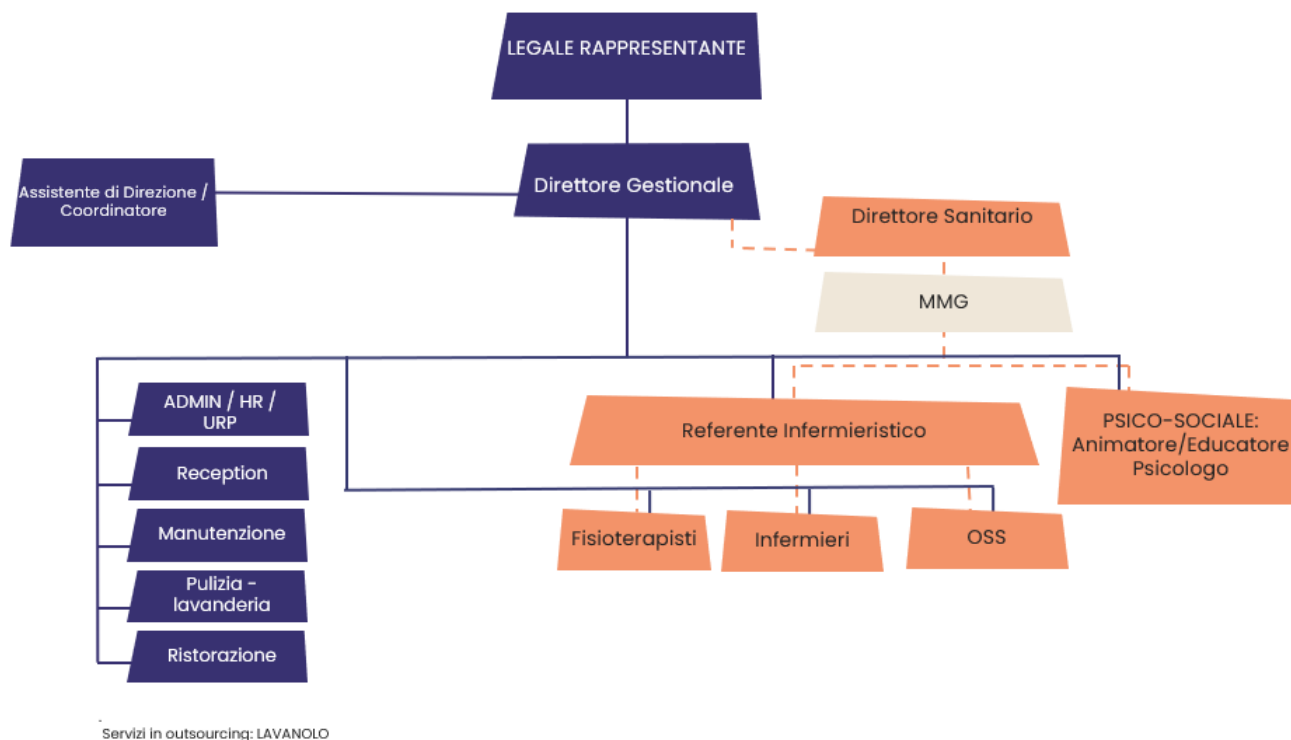 LEGALE RAPPRESENTANTE
Assistente di Direzione /
Coordinatore
Direttore Gestionale
Direttore Sanitario
MMG
ADMIN / HR /
URP
Reception
Manutenzione
Pulizia -
lavanderia
Ristorazione
Referente Infermieristico
PSICO-SOCIALE:
Animatore/Educatore
Psicologo
Fisioterapisti
Infermieri
OSS
Servizi in outsourcing: LAVANOLO